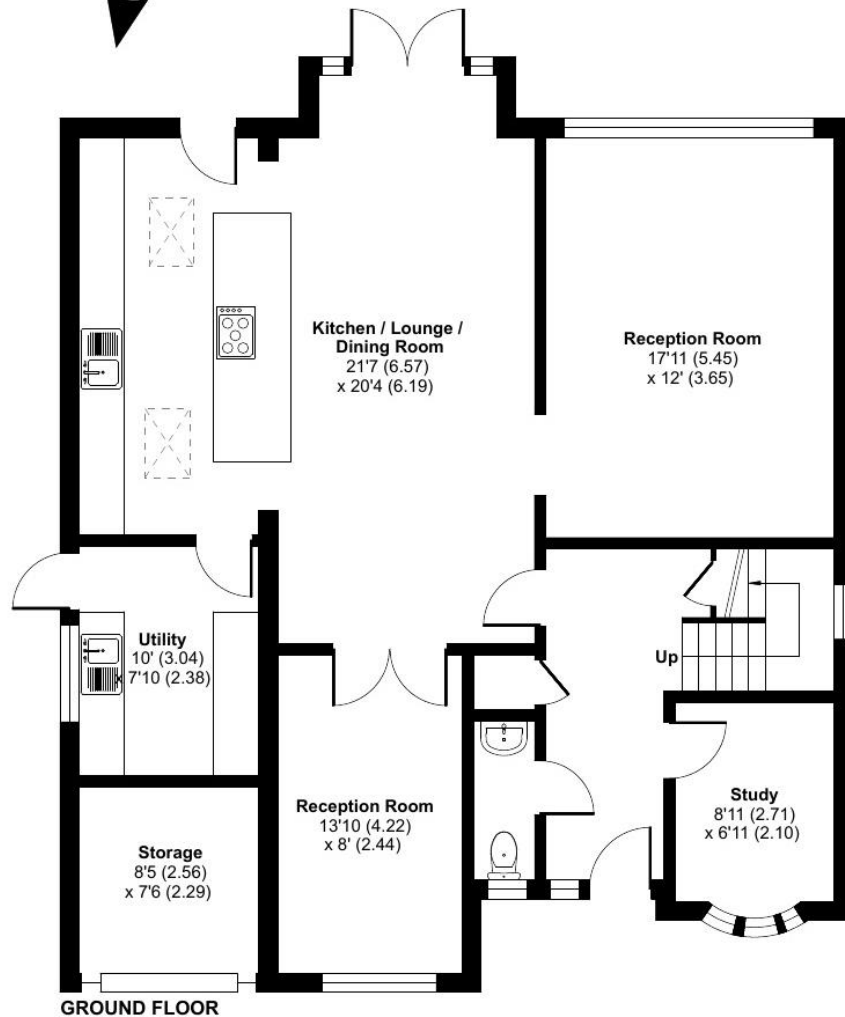 Kitchen / Lounge /
Dining Room
21'7 (6.57)
x 20'4 (6.19)
Reception Room
17'11 (5.45)
x 12' (3.65)
Utility
10' (3.04)
x 7'10 (2.38)
Up
Reception Room
13'10 (4.22)
x 8' (2.44)
Study
8'11 (2.71)
x 6'11 (2.10)
Storage
8'5 (2.56)
x 7'6 (2.29)
GROUND FLOOR